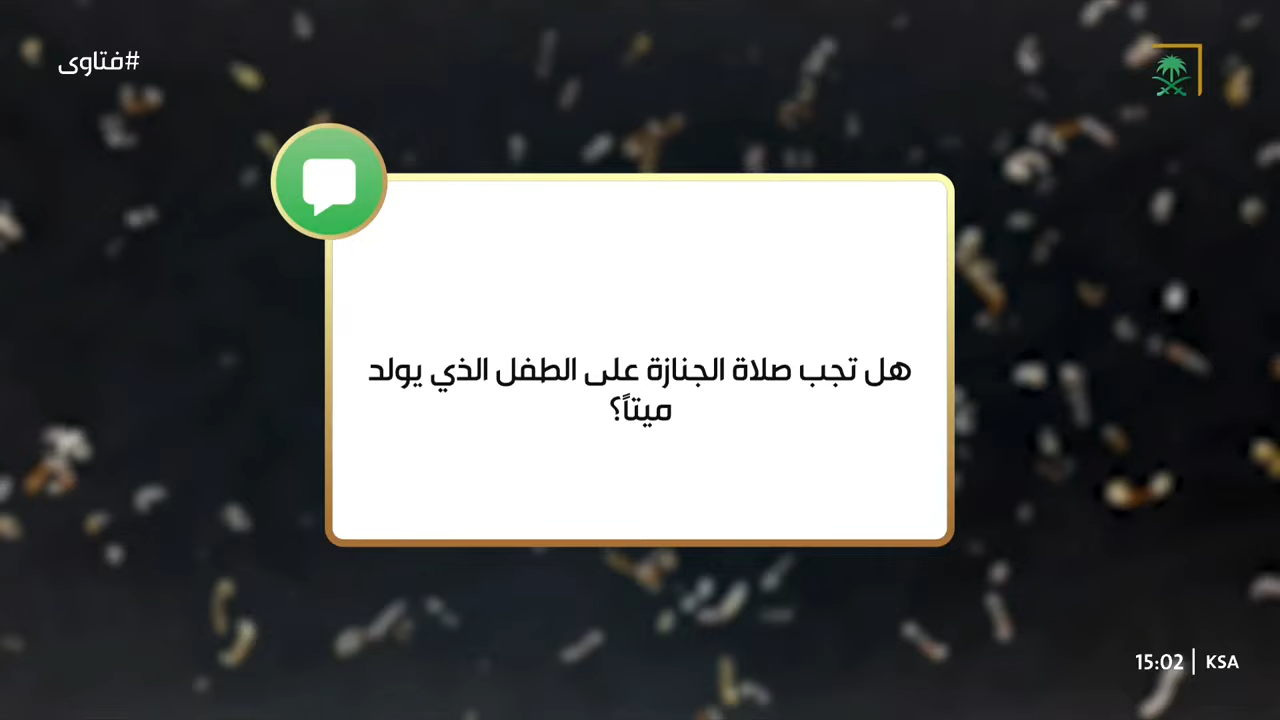 #فتاوى
هل تجب صلاة الجنازة على الطفل الذي يولد
ميتاً؟
15:02 | KSA